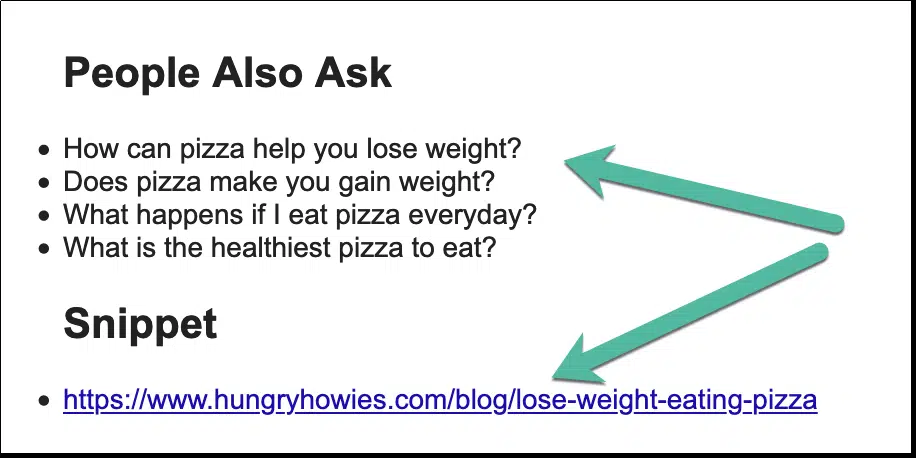 People Also Ask
How can pizza help you lose weight?
Does pizza make you gain weight?
What happens if I eat pizza everyday?
What is the healthiest pizza to eat?
Snippet
https://www.hungryhowies.com/blog/lose-weight-eating-pizza